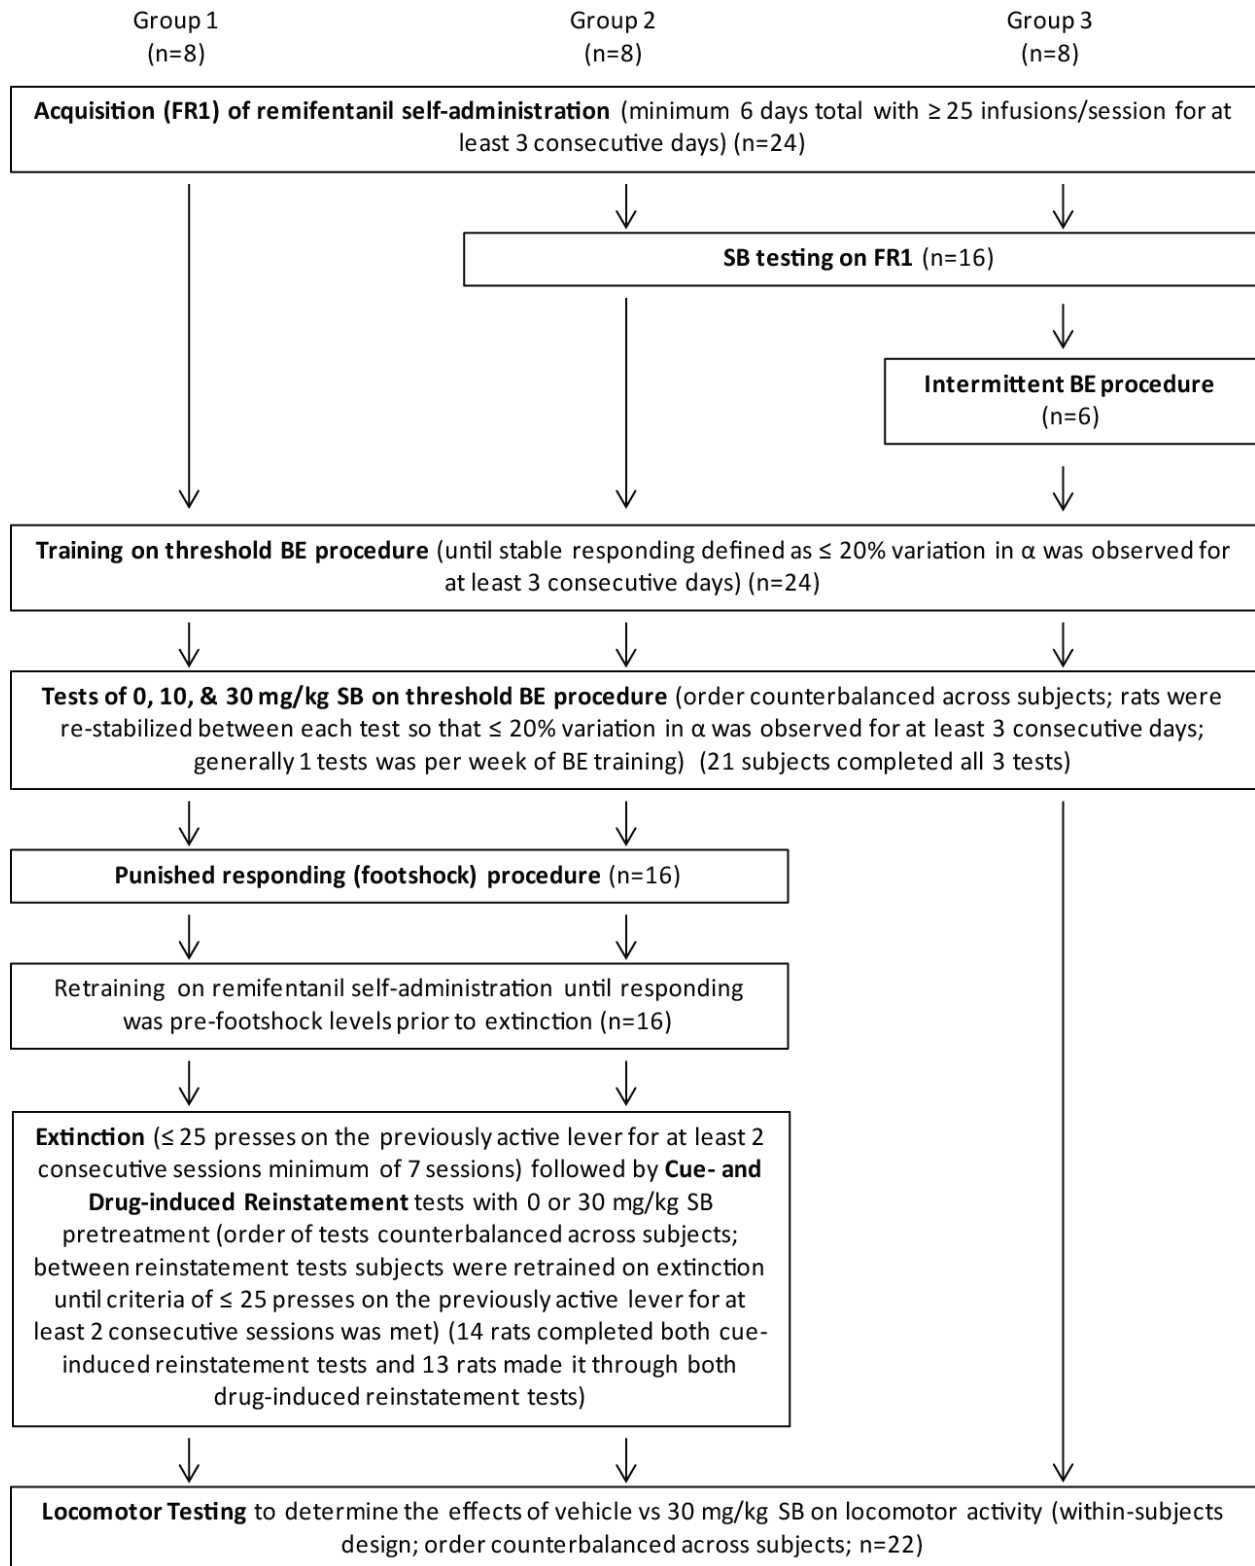 Group 1
(n=8)
Group 2
(n=8)
Group 3
(n=8)
Acquisition (FR1) of remifentanil self-administration (minimum 6 days total with ≥ 25 infusions/session for at
least 3 consecutive days) (n=24)
SB testing on FR1 (n=16)
Intermittent BE procedure
(n=6)
Training on threshold BE procedure (until stable responding defined as ≤ 20% variation in α was observed for
at least 3 consecutive days) (n=24)
Tests of 0, 10, & 30 mg/kg SB on threshold BE procedure (order counterbalanced across subjects; rats were
re-stabilized between each test so that ≤ 20% variation in α was observed for at least 3 consecutive days;
generally 1 tests was per week of BE training) (21 subjects completed all 3 tests)
Punished responding (footshock) procedure (n=16)
Retraining on remifentanil self-administration until responding
was pre-footshock levels prior to extinction (n=16)
Extinction (≤ 25 presses on the previously active lever for at least 2
consecutive sessions minimum of 7 sessions) followed by Cue- and
Drug-induced Reinstatement tests with 0 or 30 mg/kg SB
pretreatment (order of tests counterbalanced across subjects;
between reinstatement tests subjects were retrained on extinction
until criteria of ≤ 25 presses on the previously active lever for at
least 2 consecutive sessions was met) (14 rats completed both cue-
induced reinstatement tests and 13 rats made it through both
drug-induced reinstatement tests)
Locomotor Testing to determine the effects of vehicle vs 30 mg/kg SB on locomotor activity (within-subjects
design; order counterbalanced across subjects; n=22)